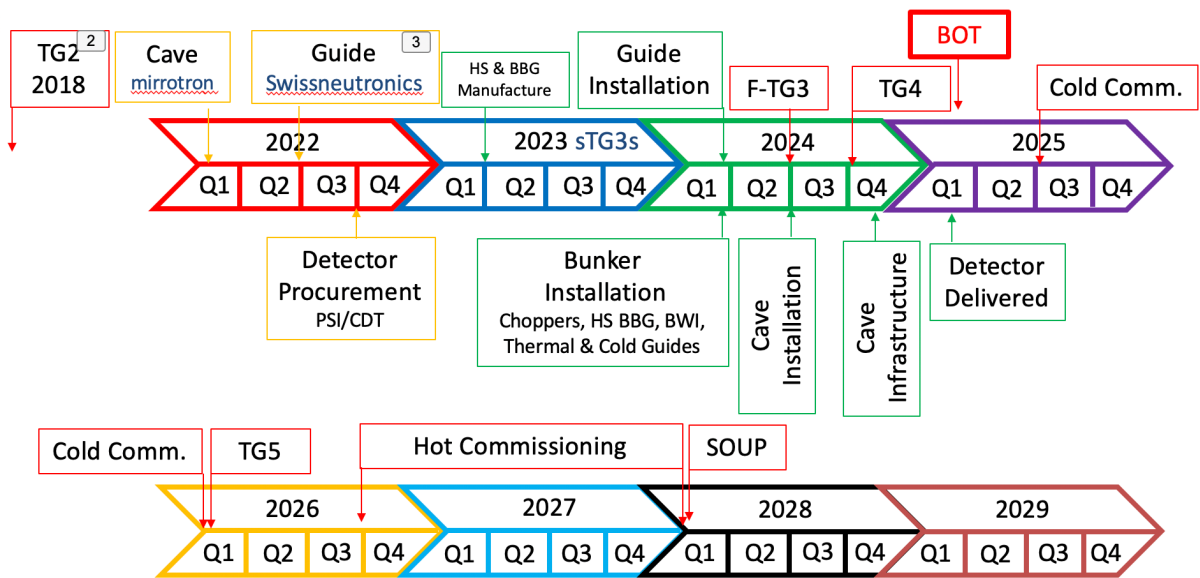 TG2
2018
2
Cave
mirrotron
Guide
Swissneutronics
3
HS & BBG
Manufacture
Guide
Installation
F-TG3
TG4
BOT
Cold Comm.
2022
2023 sTG3s
2024
2025
Q1 Q2 Q3 Q4
Q1 Q2 Q3 Q4
Q1 Q2 Q3 Q4
Q1 Q2 Q3 Q4
Detector
Procurement
PSI/CDT
Bunker
Installation
Choppers, HS BBG, BWI,
Thermal & Cold Guides
Cave
Installation
Cave
Infrastructure
Detector
Delivered
Cold Comm.
TG5
Hot Commissioning
SOUP
2026
2027
2028
2029
Q1 Q2 Q3 Q4
Q1 Q2 Q3 Q4
Q1 Q2 Q3 Q4
Q1 Q2 Q3 Q4